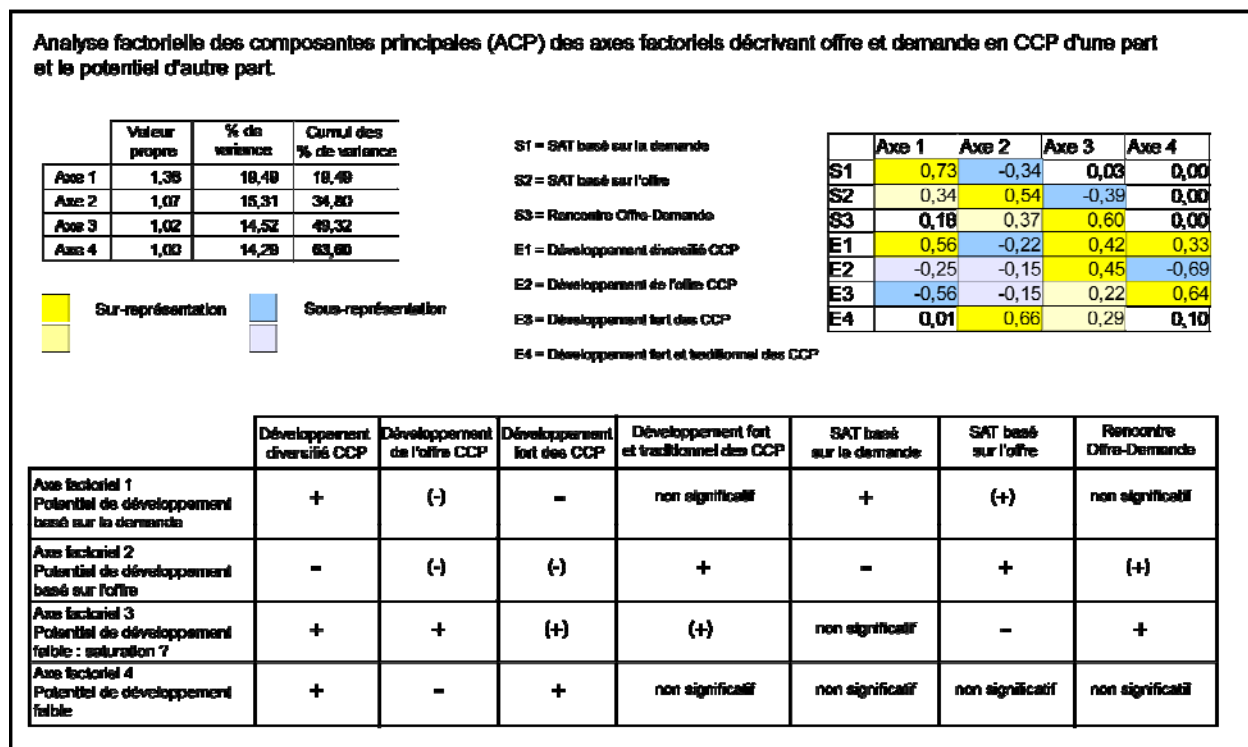 Analyse factorielle des composantes principales (ACP) des axes factoriels décrivant offre et demande en CCP d'une part
et le potentiel d'autre part.
Valeur propre | % de variance | Cumul des % de variance
Axe 1 | 1,36 | 19,49 | 19,49
Axe 2 | 1,07 | 15,31 | 34,80
Axe 3 | 1,02 | 14,52 | 49,32
Axe 4 | 1,00 | 14,29 | 63,60
Sur-représentation
Sous-représentation
S1 = SAT basé sur la demande
S2 = SAT basé sur l'offre
S3 = Rencontre Offre-Demande
E1 = Développement diversifié CCP
E2 = Développement de l'offre CCP
E3 = Développement fort des CCP
E4 = Développement fort et traditionnel des CCP
Axe 1 | Axe 2 | Axe 3 | Axe 4
S1 | 0,73 | -0,34 | 0,03 | 0,00
S2 | 0,34 | 0,54 | -0,39 | 0,00
S3 | 0,16 | 0,37 | 0,60 | 0,00
E1 | 0,56 | -0,22 | 0,42 | 0,33
E2 | -0,25 | -0,15 | 0,45 | -0,69
E3 | -0,56 | -0,15 | 0,22 | 0,64
E4 | 0,01 | 0,66 | 0,29 | 0,10
Développement diversifié CCP | Développement de l'offre CCP | Développement fort des CCP | Développement fort et traditionnel des CCP | SAT basé sur la demande | SAT basé sur l'offre | Rencontre Offre-Demande
Axe factoriel 1
Potentiel de développement
basé sur la demande
+ | (-) | - | non significatif | + | (+) | non significatif
Axe factoriel 2
Potentiel de développement
basé sur l'offre
- | (-) | (-) | + | - | + | (+)
Axe factoriel 3
Potentiel de développement
faible : saturation ?
+ | + | (+) | (+) | non significatif | - | +
Axe factoriel 4
Potentiel de développement
faible
+ | - | + | non significatif | non significatif | non significatif | non significatif